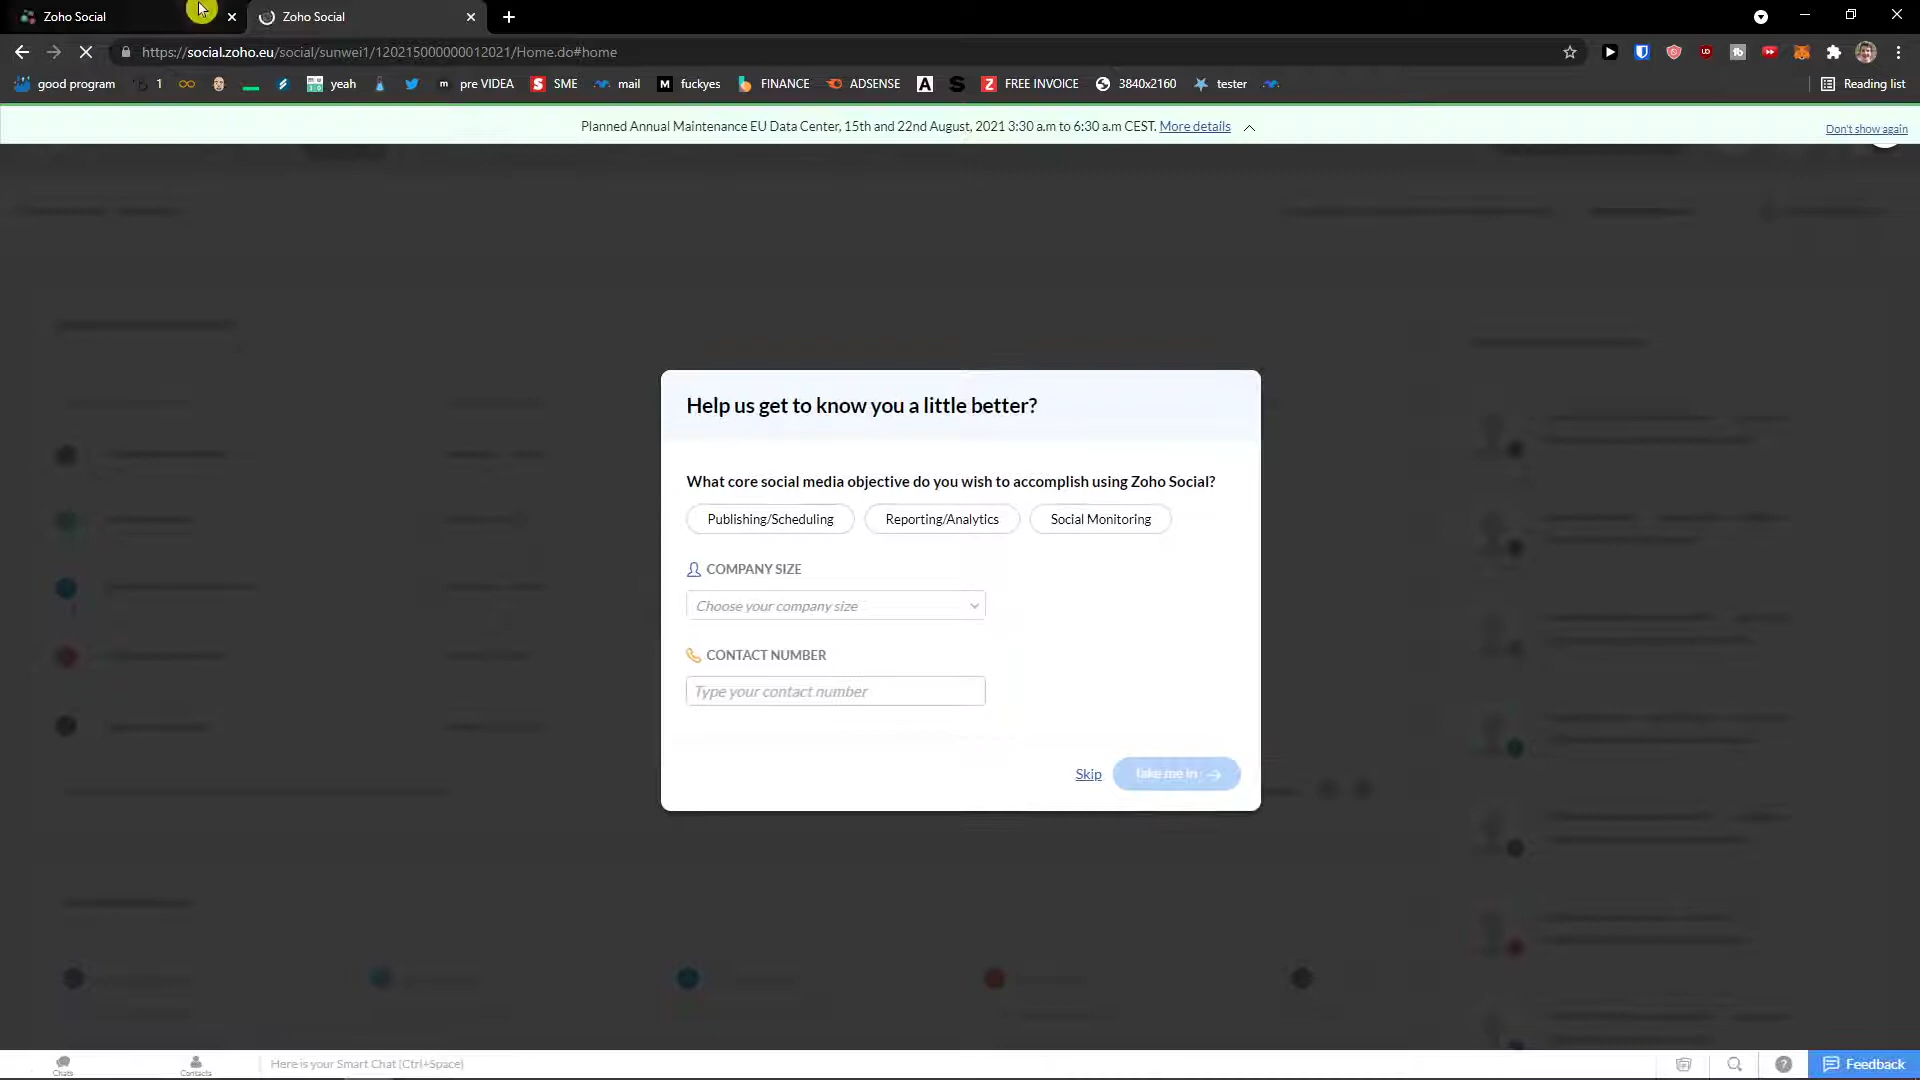 Zoho Social
Zoho Social
https://social.zoho.eu/social/sunwei1/120215000000012021/Home.do#home
good program
1
yeah
m
pre VIDEA
S
SME
mail
M
fuckyes
FINANCE
ADSENSE
A
S
Z
FREE INVOICE
3840x2160
tester
Reading list
Planned Annual Maintenance EU Data Center, 15th and 22nd August, 2021 3:30 a.m to 6:30 a.m CEST. More details
Don't show again
Help us get to know you a little better?
What core social media objective do you wish to accomplish using Zoho Social?
Publishing/Scheduling
Reporting/Analytics
Social Monitoring
COMPANY SIZE
Choose your company size
CONTACT NUMBER
Type your contact number
Skip
Take me in
Chats
Contacts
Here is your Smart Chat (Ctrl+Space)
Feedback